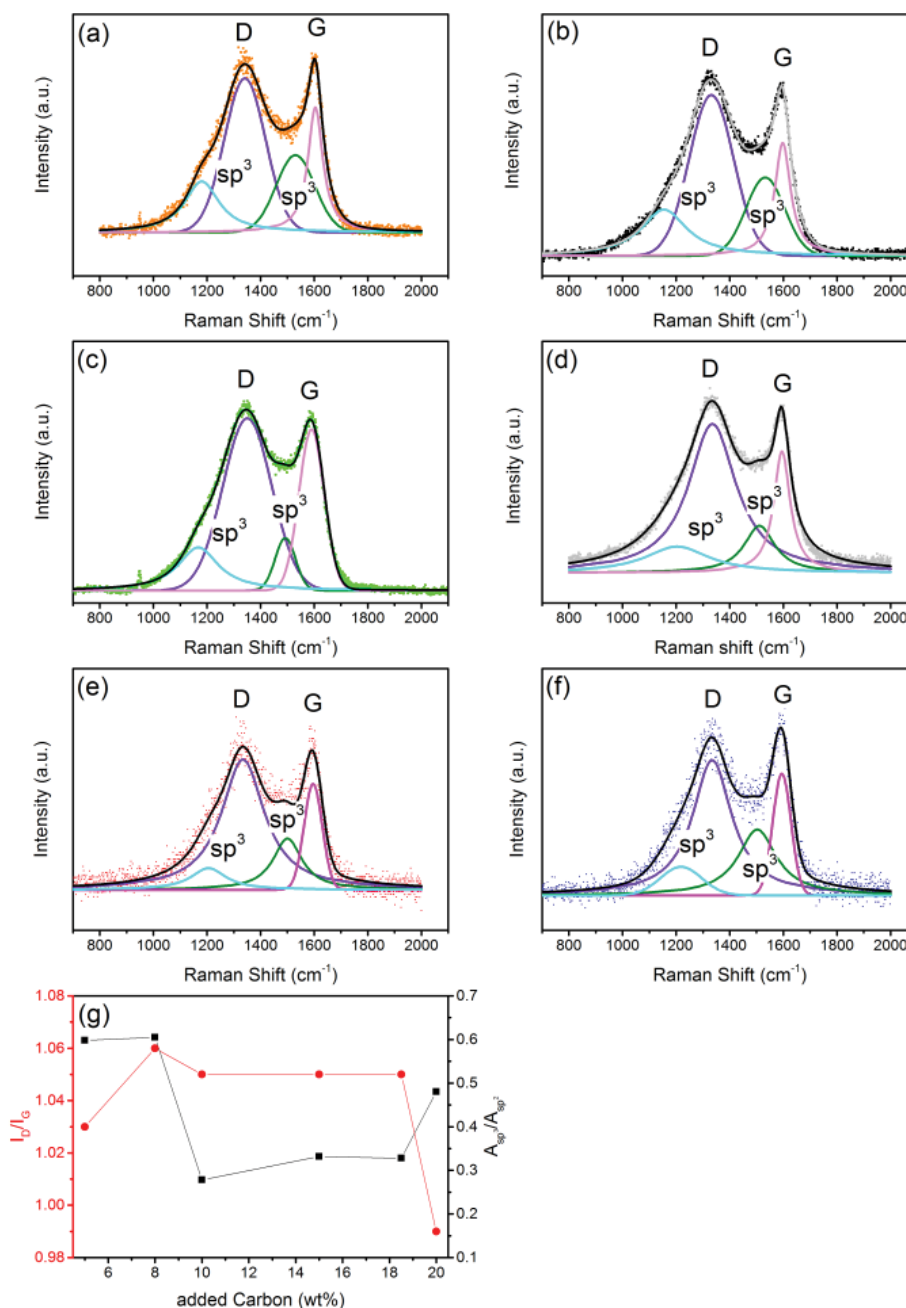 (a)
D
G
sp³
sp³
Intensity (a.u.)
800 1000 1200 1400 1600 1800 2000
Raman Shift (cm⁻¹)
(b)
D
G
sp³
sp³
Intensity (a.u.)
800 1000 1200 1400 1600 1800 2000
Raman Shift (cm⁻¹)
(c)
D
G
sp³
sp³
Intensity (a.u.)
800 1000 1200 1400 1600 1800 2000
Raman Shift (cm⁻¹)
(d)
D
G
sp³
sp³
Intensity (a.u.)
800 1000 1200 1400 1600 1800 2000
Raman shift (cm⁻¹)
(e)
D
G
sp³
sp³
Intensity (a.u.)
800 1000 1200 1400 1600 1800 2000
Raman Shift (cm⁻¹)
(f)
D
G
sp³
sp³
Intensity (a.u.)
800 1000 1200 1400 1600 1800 2000
Raman Shift (cm⁻¹)
(g)
1.08
1.06
1.04
1.02
1.00
0.98
I_D/I_G
0.7
0.6
0.5
0.4
0.3
0.2
0.1
A_sp³/A_sp²
6 8 10 12 14 16 18 20
added Carbon (wt%)